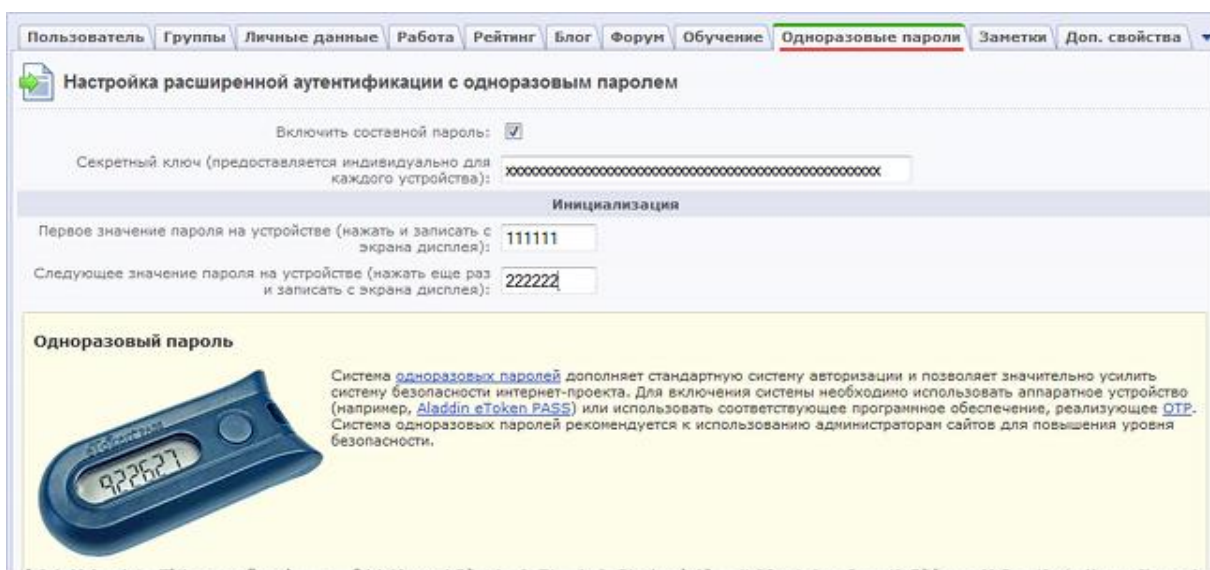 Пользователь Группы Личные данные Работа Рейтинг Блог Форум Обучение Одноразовые пароли Заметки Доп. свойства
Настройка расширенной аутентификации с одноразовым паролем
Включить составной пароль:
Секретный ключ (предоставляется индивидуально для
каждого устройства):
Инициализация
Первое значение пароля на устройстве (нажать и записать с
экрана дисплея):
111111
Следующее значение пароля на устройстве (нажать еще раз
и записать с экрана дисплея):
222222
Одноразовый пароль
Система одноразовых паролей дополняет стандартную систему авторизации и позволяет значительно усилить
систему безопасности интернет-проекта. Для включения системы необходимо использовать аппаратное устройство
(например, Aladdin eToken PASS) или использовать соответствующее программное обеспечение, реализующее OTP.
Система одноразовых паролей рекомендуется к использованию администраторам сайтов для повышения уровня
безопасности.
922627